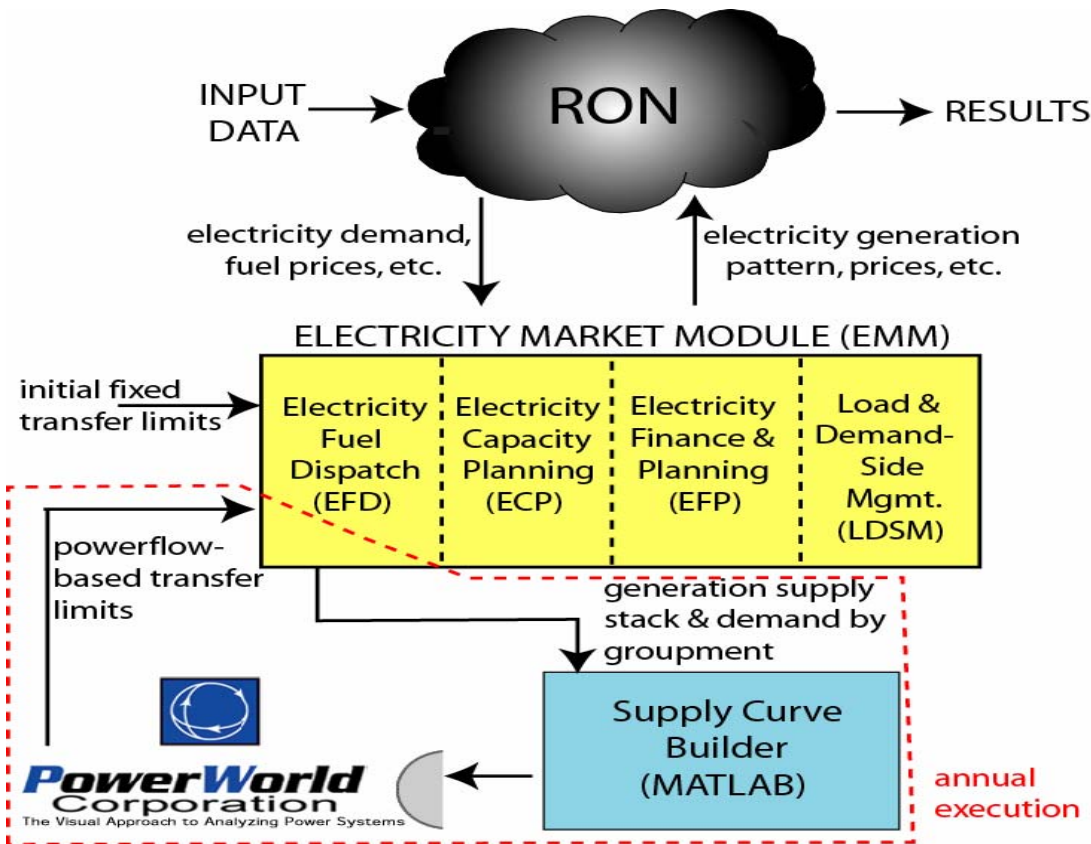 INPUT
DATA
RON
RESULTS
electricity demand,
fuel prices, etc.
electricity generation
pattern, prices, etc.
ELECTRICITY MARKET MODULE (EMM)
initial fixed
transfer limits
Electricity
Fuel
Dispatch
(EFD)
Electricity
Capacity
Planning
(ECP)
Electricity
Finance &
Planning
(EFP)
Load &
Demand-
Side
Mgmt.
(LDSM)
powerflow-
based transfer
limits
generation supply
stack & demand by
groupment
Supply Curve
Builder
(MATLAB)
PowerWorld
Corporation
The Visual Approach to Analyzing Power Systems
annual
execution